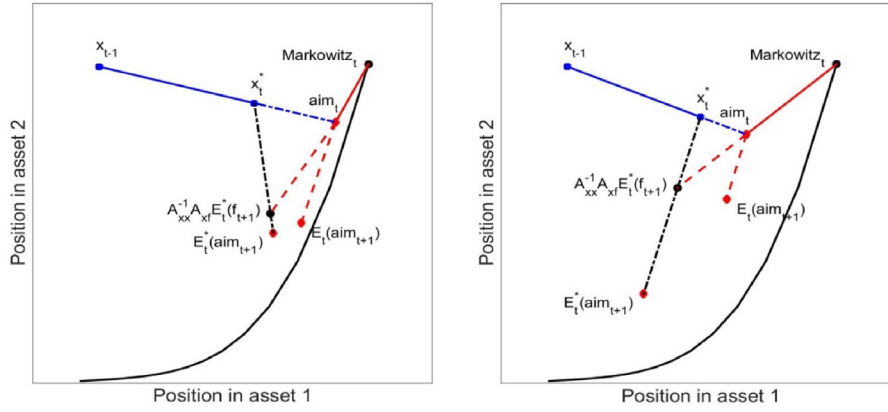 x_{t-1}
Markowitz_t
x_t^*
aim_t
A_{xx}^{-1}A_{xf}E_t^*(f_{t+1})
E_t^*(aim_{t+1})
E_t(aim_{t+1})
Position in asset 2
Position in asset 1
x_{t-1}
Markowitz_t
x_t^*
aim_t
A_{xx}^{-1}A_{xf}E_t^*(f_{t+1})
E_t(aim_{t+1})
E_t^*(aim_{t+1})
Position in asset 2
Position in asset 1